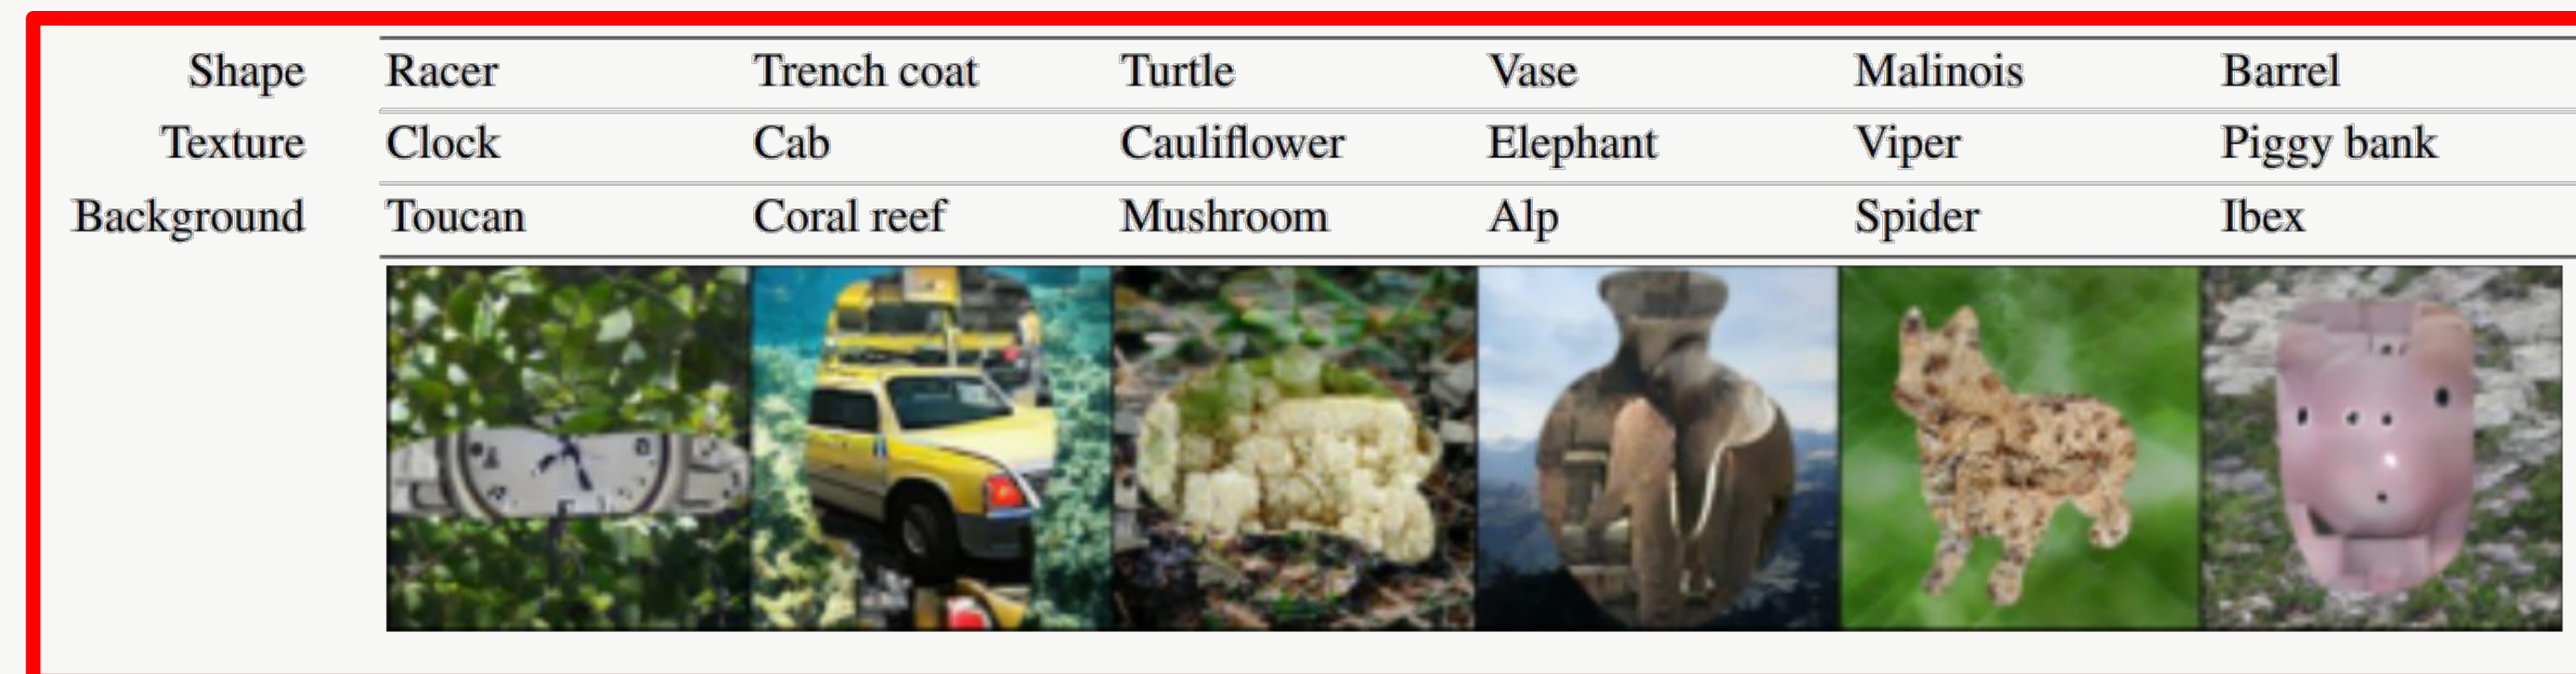 Shape Racer Trench coat Turtle Vase Malinois Barrel
Texture Clock Cab Cauliflower Elephant Viper Piggy bank
Background Toucan Coral reef Mushroom Alp Spider Ibex